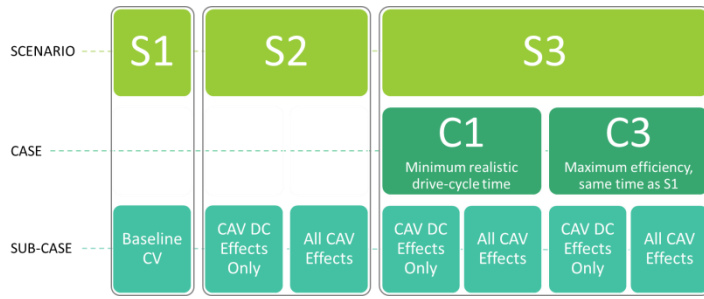 SCENARIO
S1
S2
S3
CASE
C1
Minimum realistic
drive-cycle time
C3
Maximum efficiency,
same time as S1
SUB-CASE
Baseline
CV
CAV DC
Effects
Only
All CAV
Effects
CAV DC
Effects
Only
All CAV
Effects
CAV DC
Effects
Only
All CAV
Effects